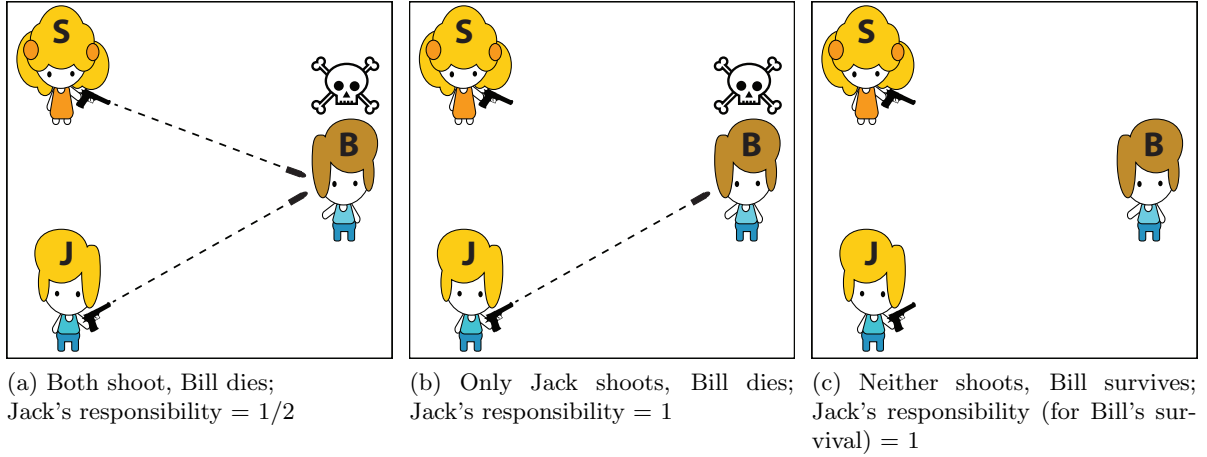 S
B
J
S
B
J
S
B
J
(a) Both shoot, Bill dies;
Jack's responsibility = 1/2
(b) Only Jack shoots, Bill dies;
Jack's responsibility = 1
(c) Neither shoots, Bill survives;
Jack's responsibility (for Bill's sur-
vival) = 1